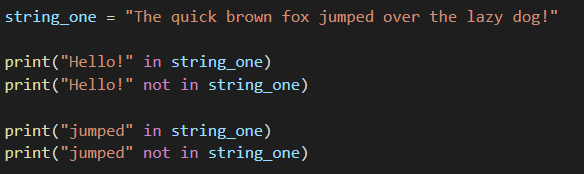 string_one = "The quick brown fox jumped over the lazy dog!"
print("Hello!" in string_one)
print("Hello!" not in string_one)
print("jumped" in string_one)
print("jumped" not in string_one)